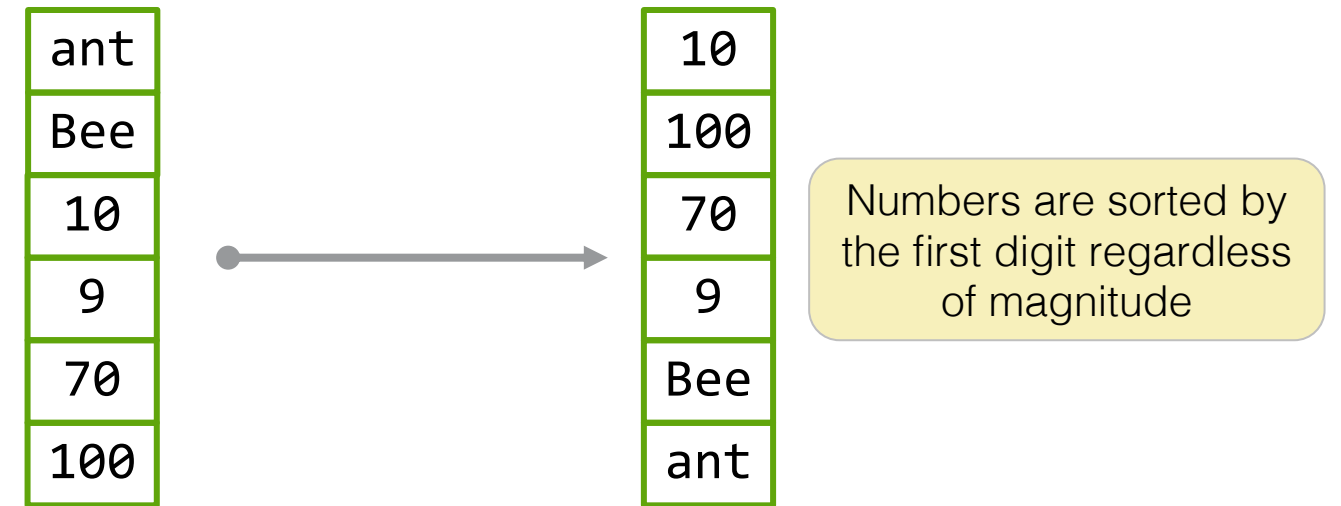 ant
Bee
10
9
70
100
10
100
70
9
Bee
ant
Numbers are sorted by
the first digit regardless
of magnitude